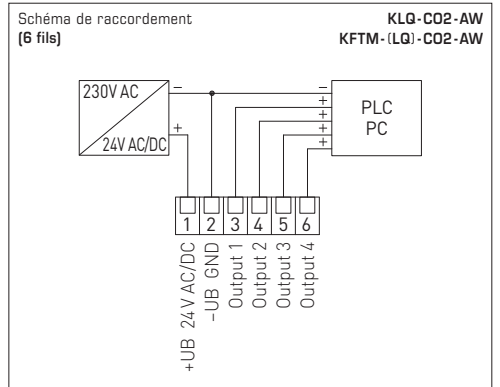 Schéma de raccordement
(6 fils)
KLQ-CO2-AW
KFTM-(LQ)-CO2-AW
230V AC
24V AC/DC
−
+
−
+
+
+
+
PLC
PC
1 2 3 4 5 6
+UB 24V AC/DC
−UB GND
Output 1
Output 2
Output 3
Output 4